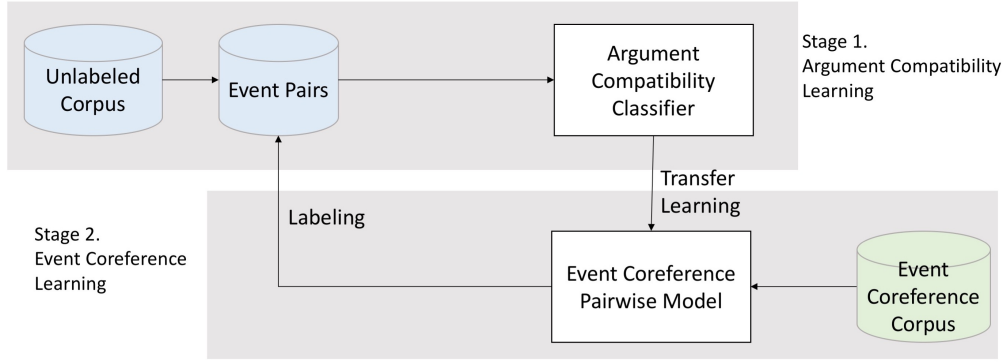 Unlabeled
Corpus
Event Pairs
Argument
Compatibility
Classifier
Stage 1.
Argument Compatibility
Learning
Transfer
Learning
Labeling
Stage 2.
Event Coreference
Learning
Event Coreference
Pairwise Model
Event
Coreference
Corpus